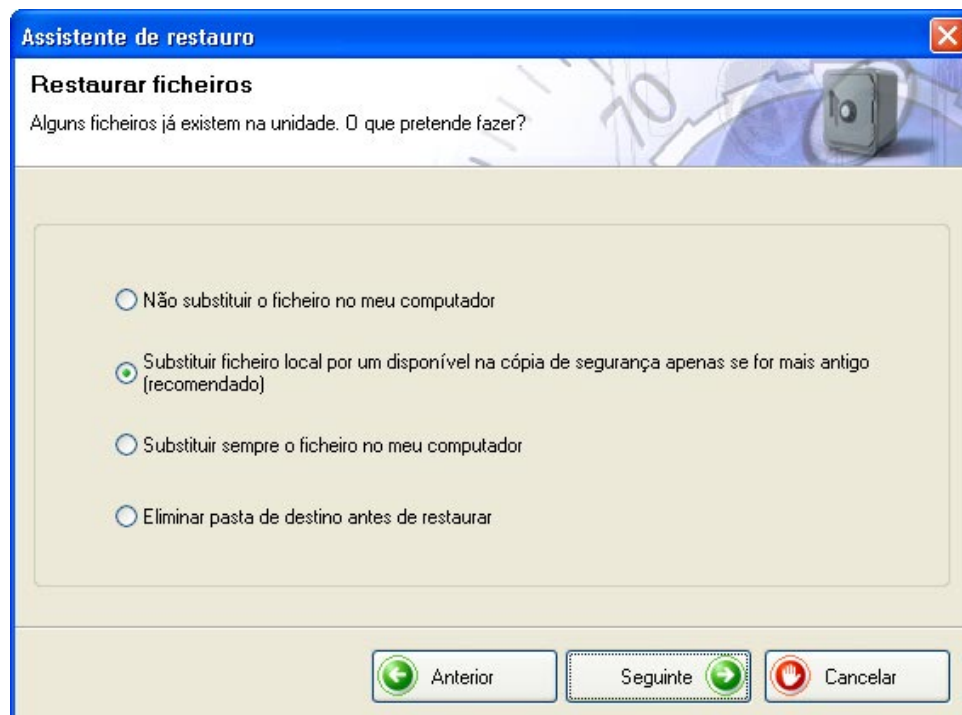 Assistente de restauro
Restaurar ficheiros
Alguns ficheiros já existem na unidade. O que pretende fazer?
70
Não substituir o ficheiro no meu computador
Substituir ficheiro local por um disponível na cópia de segurança apenas se for mais antigo
(recomendado)
Substituir sempre o ficheiro no meu computador
Eliminar pasta de destino antes de restaurar
Anterior
Seguinte
Cancelar